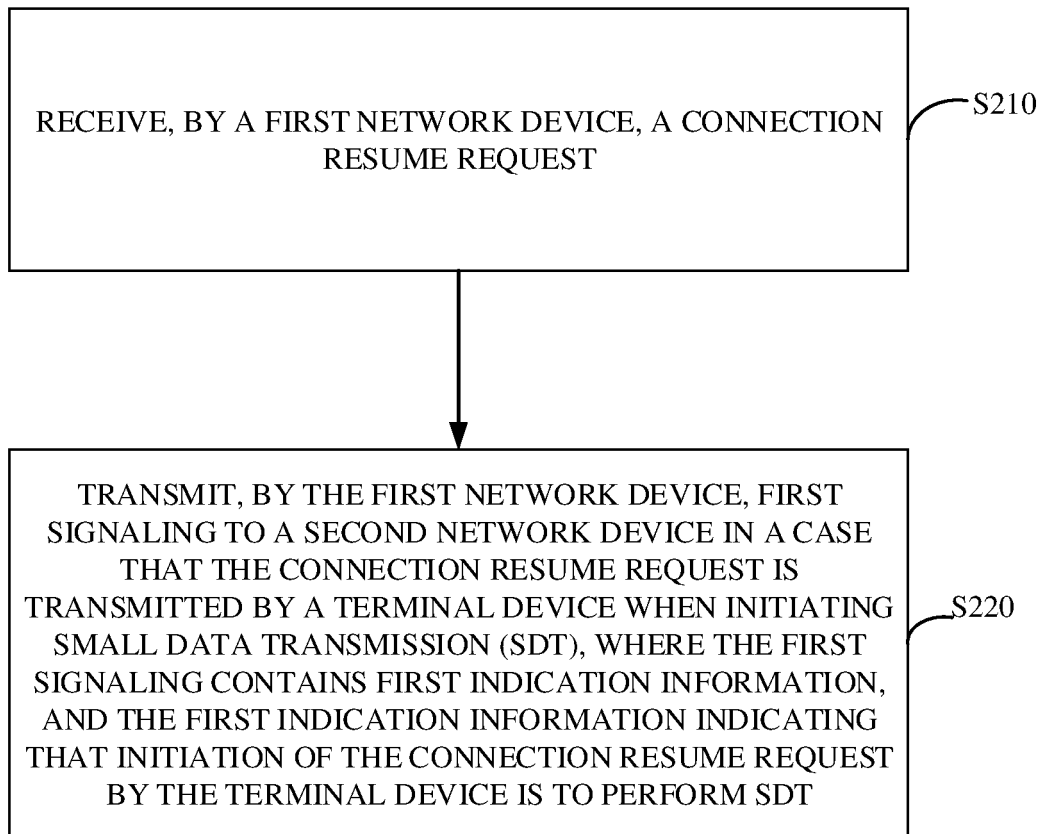 RECEIVE, BY A FIRST NETWORK DEVICE, A CONNECTION
RESUME REQUEST
S210
TRANSMIT, BY THE FIRST NETWORK DEVICE, FIRST
SIGNALING TO A SECOND NETWORK DEVICE IN A CASE
THAT THE CONNECTION RESUME REQUEST IS
TRANSMITTED BY A TERMINAL DEVICE WHEN INITIATING
SMALL DATA TRANSMISSION (SDT), WHERE THE FIRST
SIGNALING CONTAINS FIRST INDICATION INFORMATION,
AND THE FIRST INDICATION INFORMATION INDICATING
THAT INITIATION OF THE CONNECTION RESUME REQUEST
BY THE TERMINAL DEVICE IS TO PERFORM SDT
S220